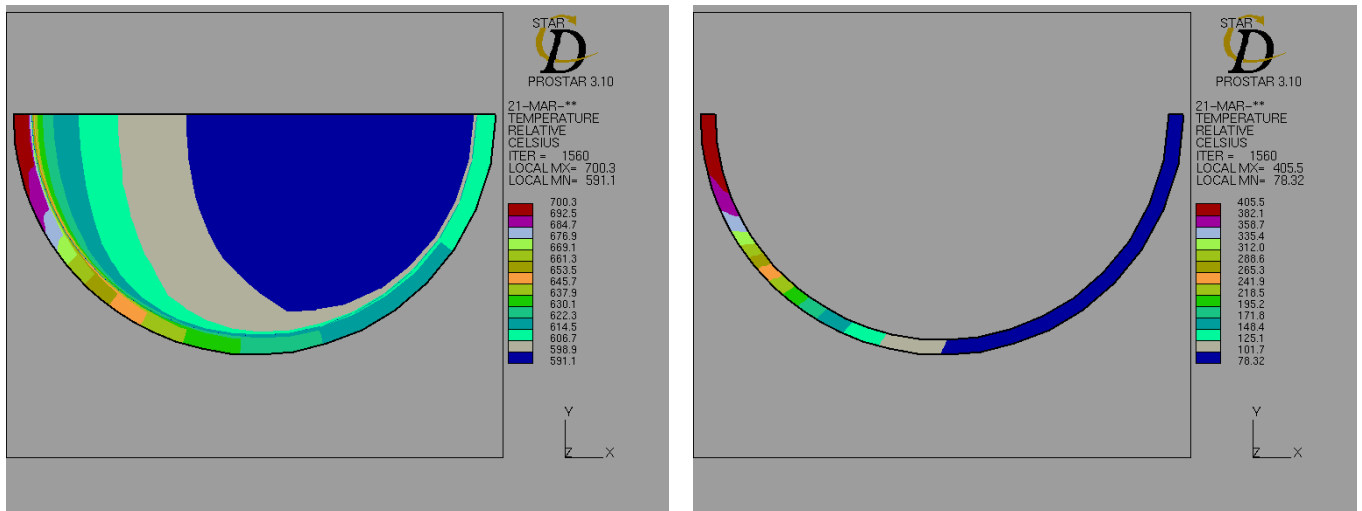 STAR
CD
PROSTAR 3.10
21-MAR-**
TEMPERATURE
RELATIVE
CELSIUS
ITER = 1560
LOCAL MX= 700.3
LOCAL MN= 591.1
700.3
692.5
684.7
676.9
669.1
661.3
653.5
645.7
637.9
630.1
622.3
614.5
606.7
598.9
591.1
Y
Z X
STAR
CD
PROSTAR 3.10
21-MAR-**
TEMPERATURE
RELATIVE
CELSIUS
ITER = 1560
LOCAL MX= 405.5
LOCAL MN= 78.32
405.5
382.1
358.7
335.4
312.0
288.6
265.3
241.9
218.5
195.2
171.8
148.4
125.1
101.7
78.32
Y
Z X